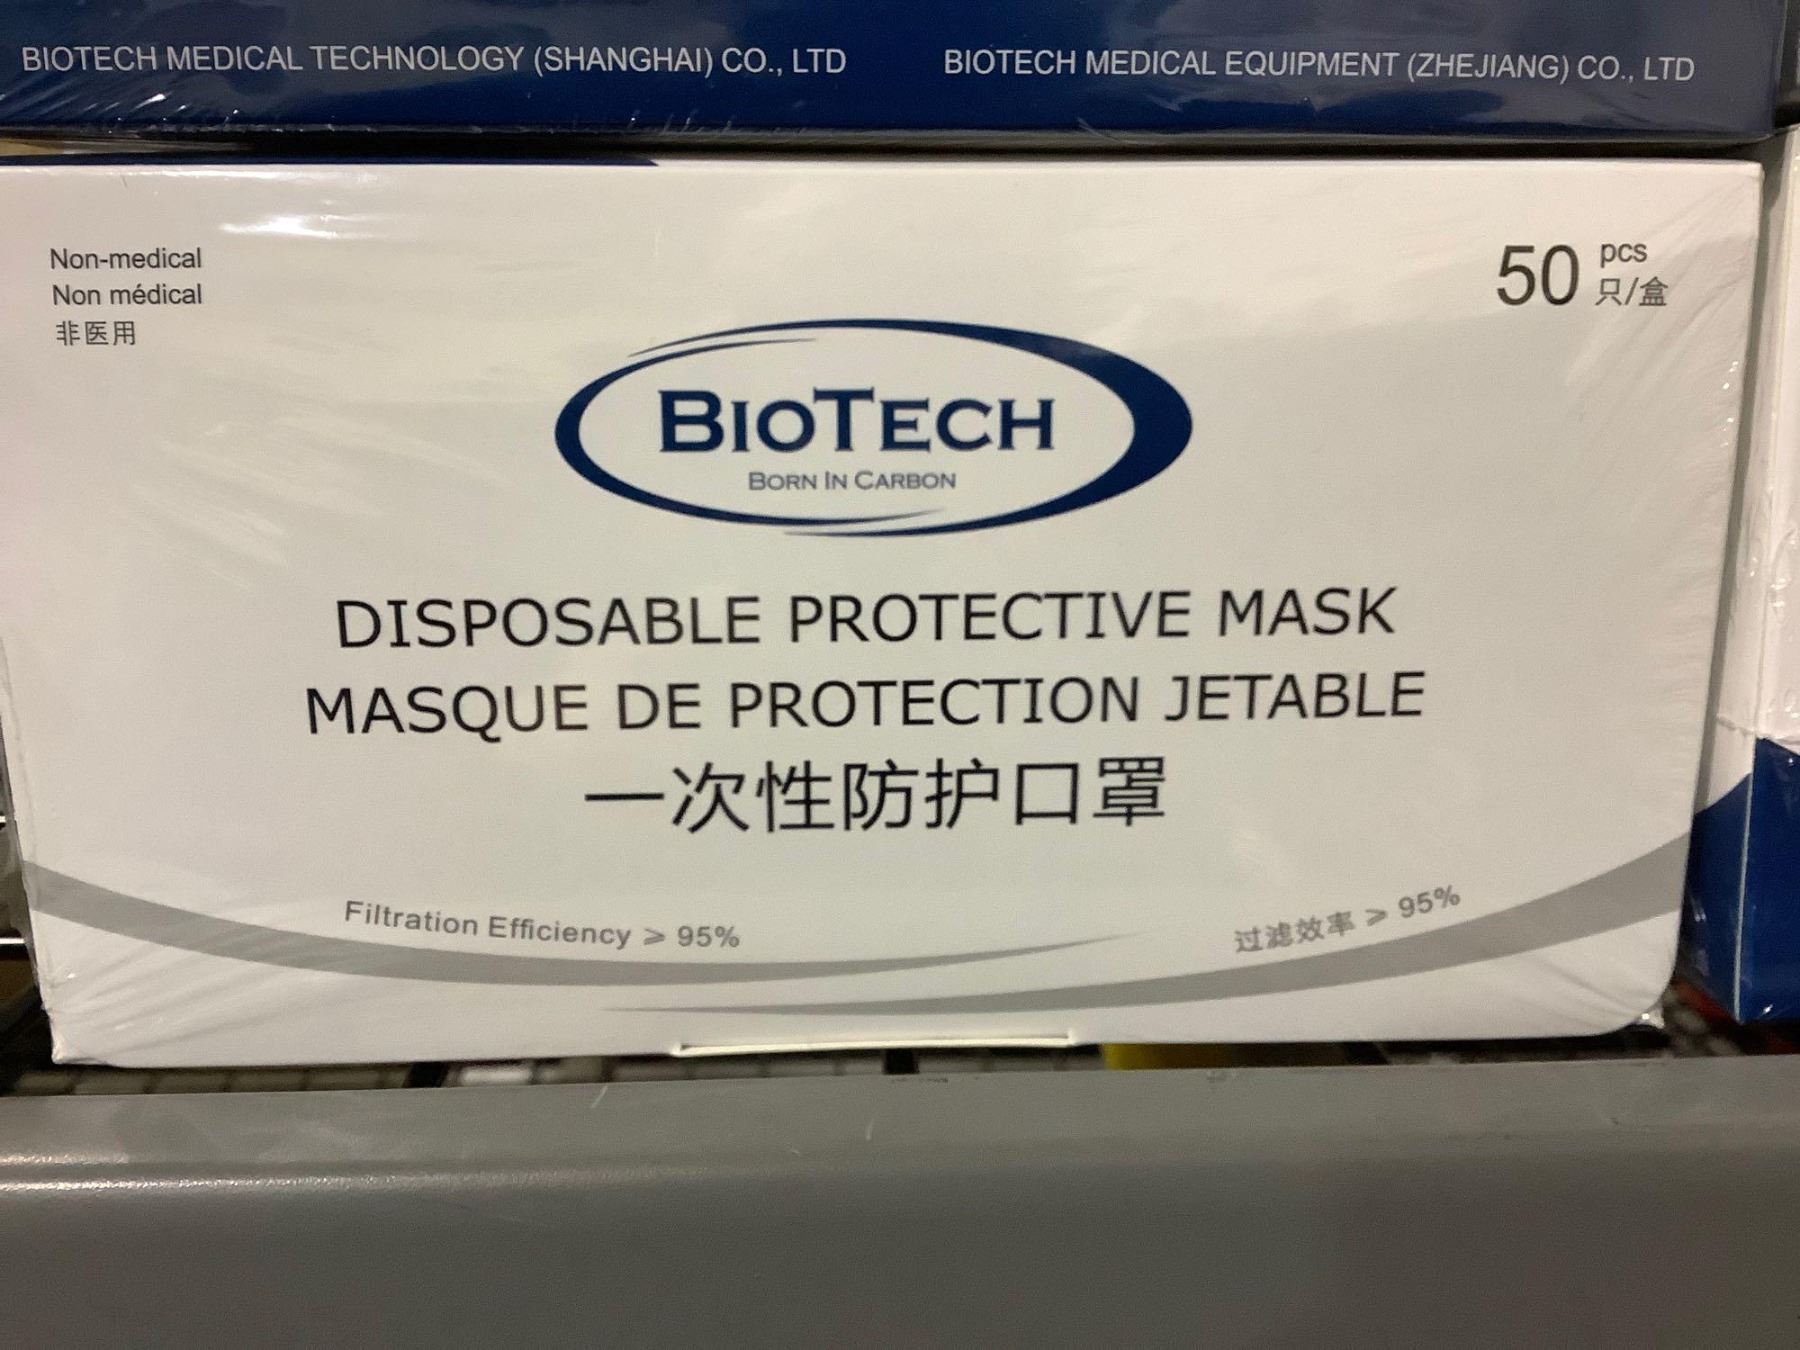 BIOTECH MEDICAL TECHNOLOGY (SHANGHAI) CO., LTD
BIOTECH MEDICAL EQUIPMENT (ZHEJIANG) CO., LTD
Non-medical
Non médical
非医用
50 pcs
只/盒
BIOTECH
BORN IN CARBON
DISPOSABLE PROTECTIVE MASK
MASQUE DE PROTECTION JETABLE
一次性防护口罩
Filtration Efficiency ⩾ 95%
过滤效率 ⩾ 95%